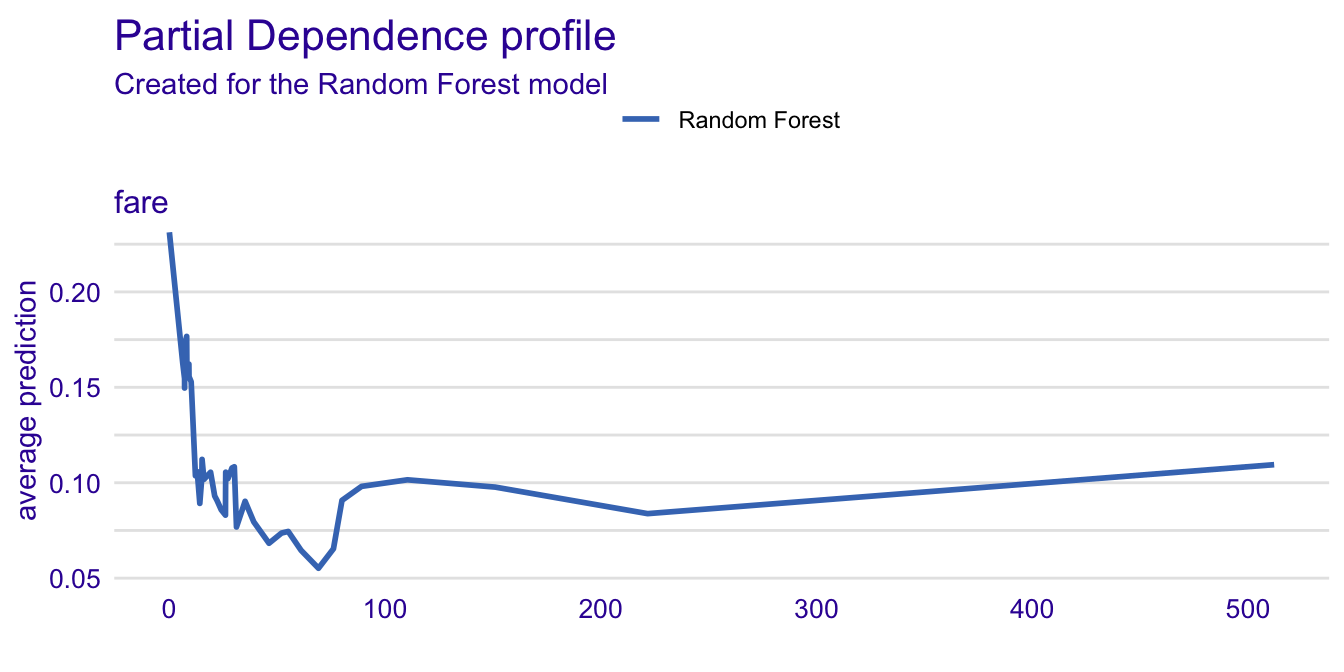 Partial Dependence profile
Created for the Random Forest model
Random Forest
fare
average prediction
0.20
0.15
0.10
0.05
0 100 200 300 400 500